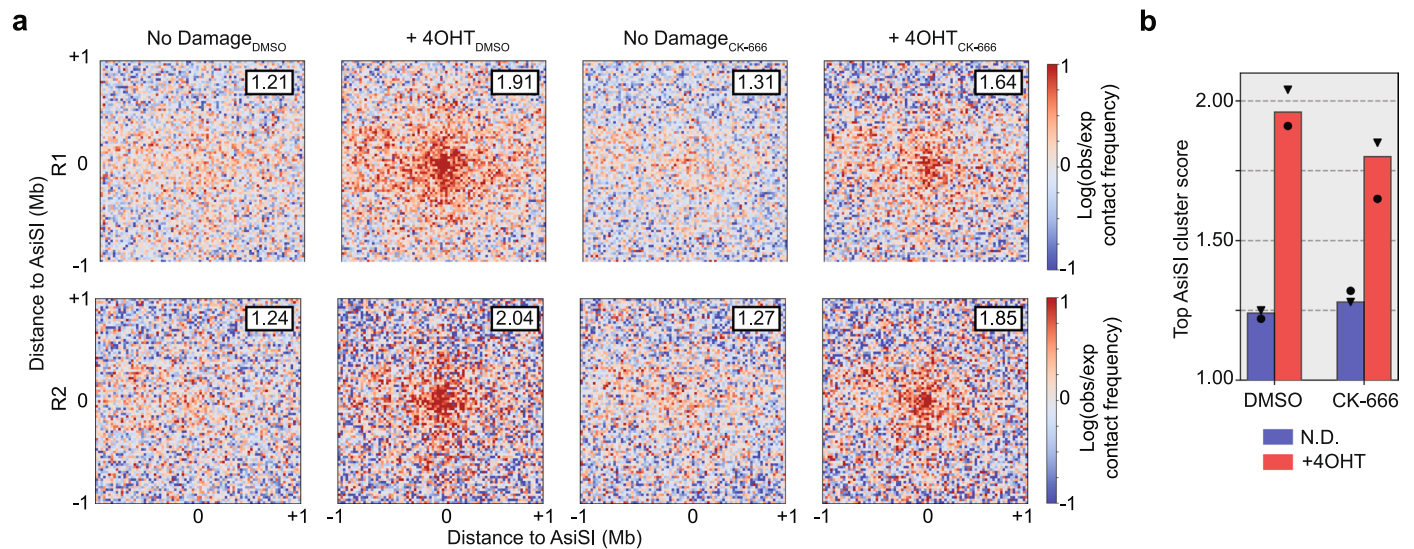 a
No Damage DMSO
+ 4OHT DMSO
No Damage CK-666
+ 4OHT CK-666
Distance to AsiSI (Mb)
R1
+1
0
-1
1.21
1.91
1.31
1.64
1
0
-1
Log(obs/exp
contact frequency)
R2
+1
0
-1
1.24
2.04
1.27
1.85
1
0
-1
Log(obs/exp
contact frequency)
0
+1
-1
0
+1
-1
0
+1
-1
0
+1
Distance to AsiSI (Mb)
b
Top AsiSI cluster score
2.00
1.50
1.00
DMSO
CK-666
N.D.
+4OHT